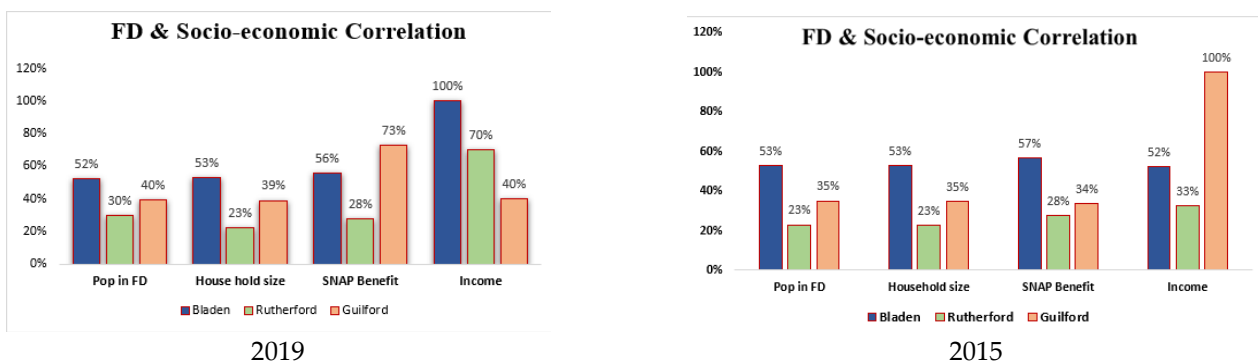 FD & Socio-economic Correlation
120%
100%
80%
60%
40%
20%
0%
52%
30%
40%
53%
23%
39%
56%
28%
73%
100%
70%
40%
Pop in FD
House hold size
SNAP Benefit
Income
Bladen
Rutherford
Guilford
2019
FD & Socio-economic Correlation
120%
100%
80%
60%
40%
20%
0%
53%
23%
35%
53%
23%
35%
57%
28%
34%
52%
33%
100%
Pop in FD
Household size
SNAP Benefit
Income
Bladen
Rutherford
Guilford
2015